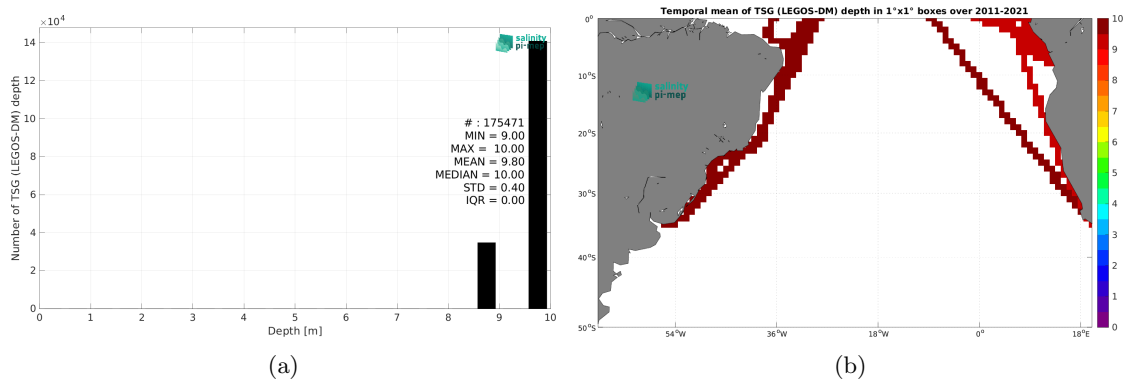 ×10⁴
14
12
10
8
6
4
2
0
Number of TSG (LEGOS-DM) depth
salinity
pi-mep
# : 175471
MIN = 9.00
MAX = 10.00
MEAN = 9.80
MEDIAN = 10.00
STD = 0.40
IQR = 0.00
0 1 2 3 4 5 6 7 8 9 10
Depth [m]
(a)
Temporal mean of TSG (LEGOS-DM) depth in 1°x1° boxes over 2011-2021
0°
10°S
20°S
30°S
40°S
50°S
salinity
pi-mep
54°W 36°W 18°W 0° 18°E
10
9
8
7
6
5
4
3
2
1
0
(b)